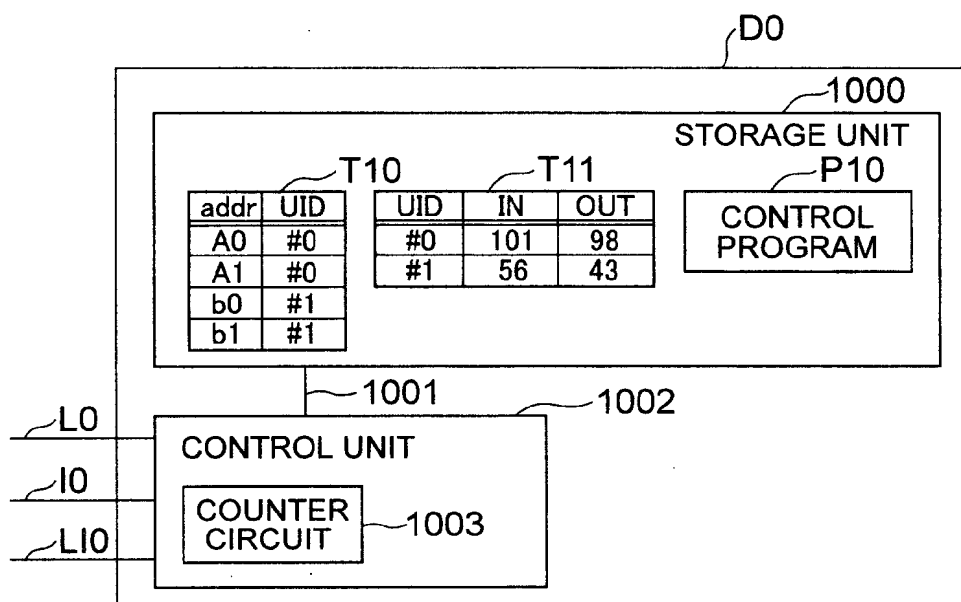 D0
1000
STORAGE UNIT
T10
T11
P10
addr UID
A0 #0
A1 #0
b0 #1
b1 #1
UID IN OUT
#0 101 98
#1 56 43
CONTROL
PROGRAM
1001
1002
L0
I0
LI0
CONTROL UNIT
COUNTER
CIRCUIT
1003